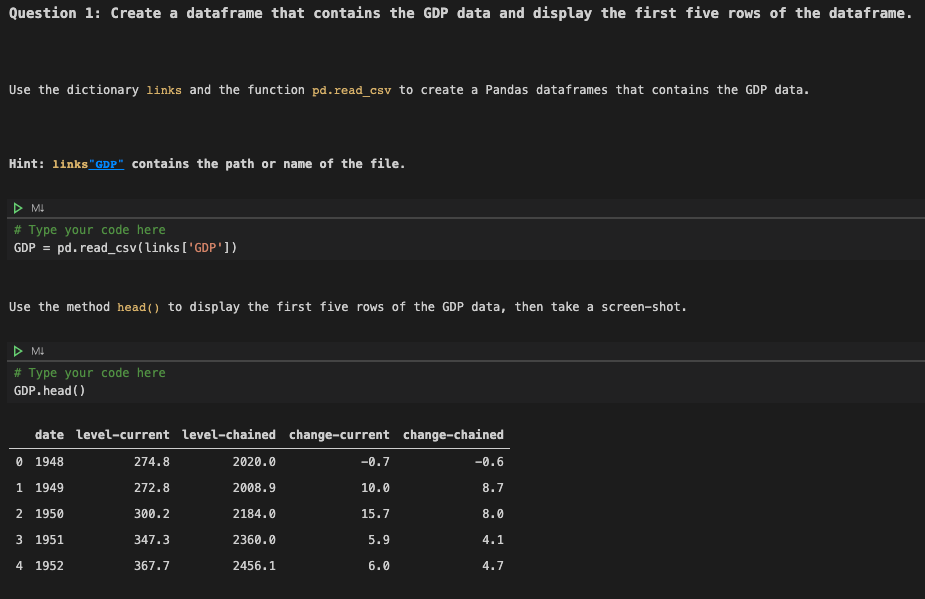 Question 1: Create a dataframe that contains the GDP data and display the first five rows of the dataframe.
Use the dictionary links and the function pd.read_csv to create a Pandas dataframes that contains the GDP data.
Hint: links"GDP" contains the path or name of the file.
M↓
# Type your code here
GDP = pd.read_csv(links['GDP'])
Use the method head() to display the first five rows of the GDP data, then take a screen-shot.
M↓
# Type your code here
GDP.head()
date level-current level-chained change-current change-chained
0 1948 274.8 2020.0 -0.7 -0.6
1 1949 272.8 2008.9 10.0 8.7
2 1950 300.2 2184.0 15.7 8.0
3 1951 347.3 2360.0 5.9 4.1
4 1952 367.7 2456.1 6.0 4.7